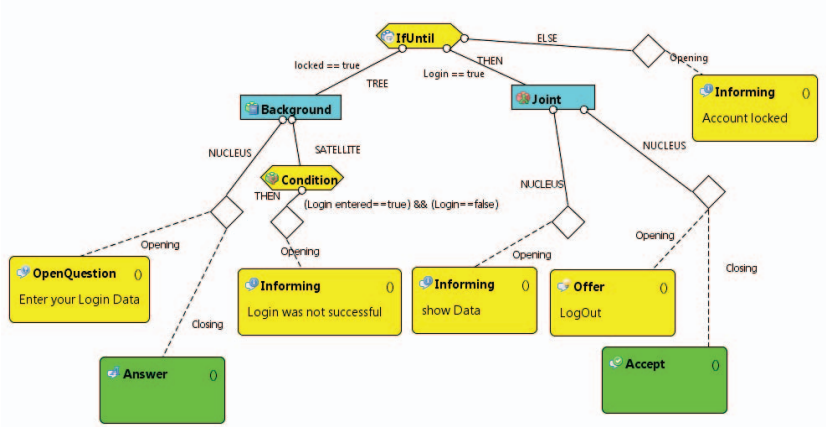 IfUntil
ELSE
Opening
locked == true
THEN
Login == true
TREE
Informing ()
Account locked
Background
Joint
NUCLEUS
SATELLITE
NUCLEUS
Condition
THEN
(Login entered==true) && (Login==false)
NUCLEUS
Opening
Opening
Opening
Opening
Closing
OpenQuestion ()
Enter your Login Data
Informing ()
Login was not successful
Informing ()
show Data
Offer ()
LogOut
Closing
Answer ()
Accept ()